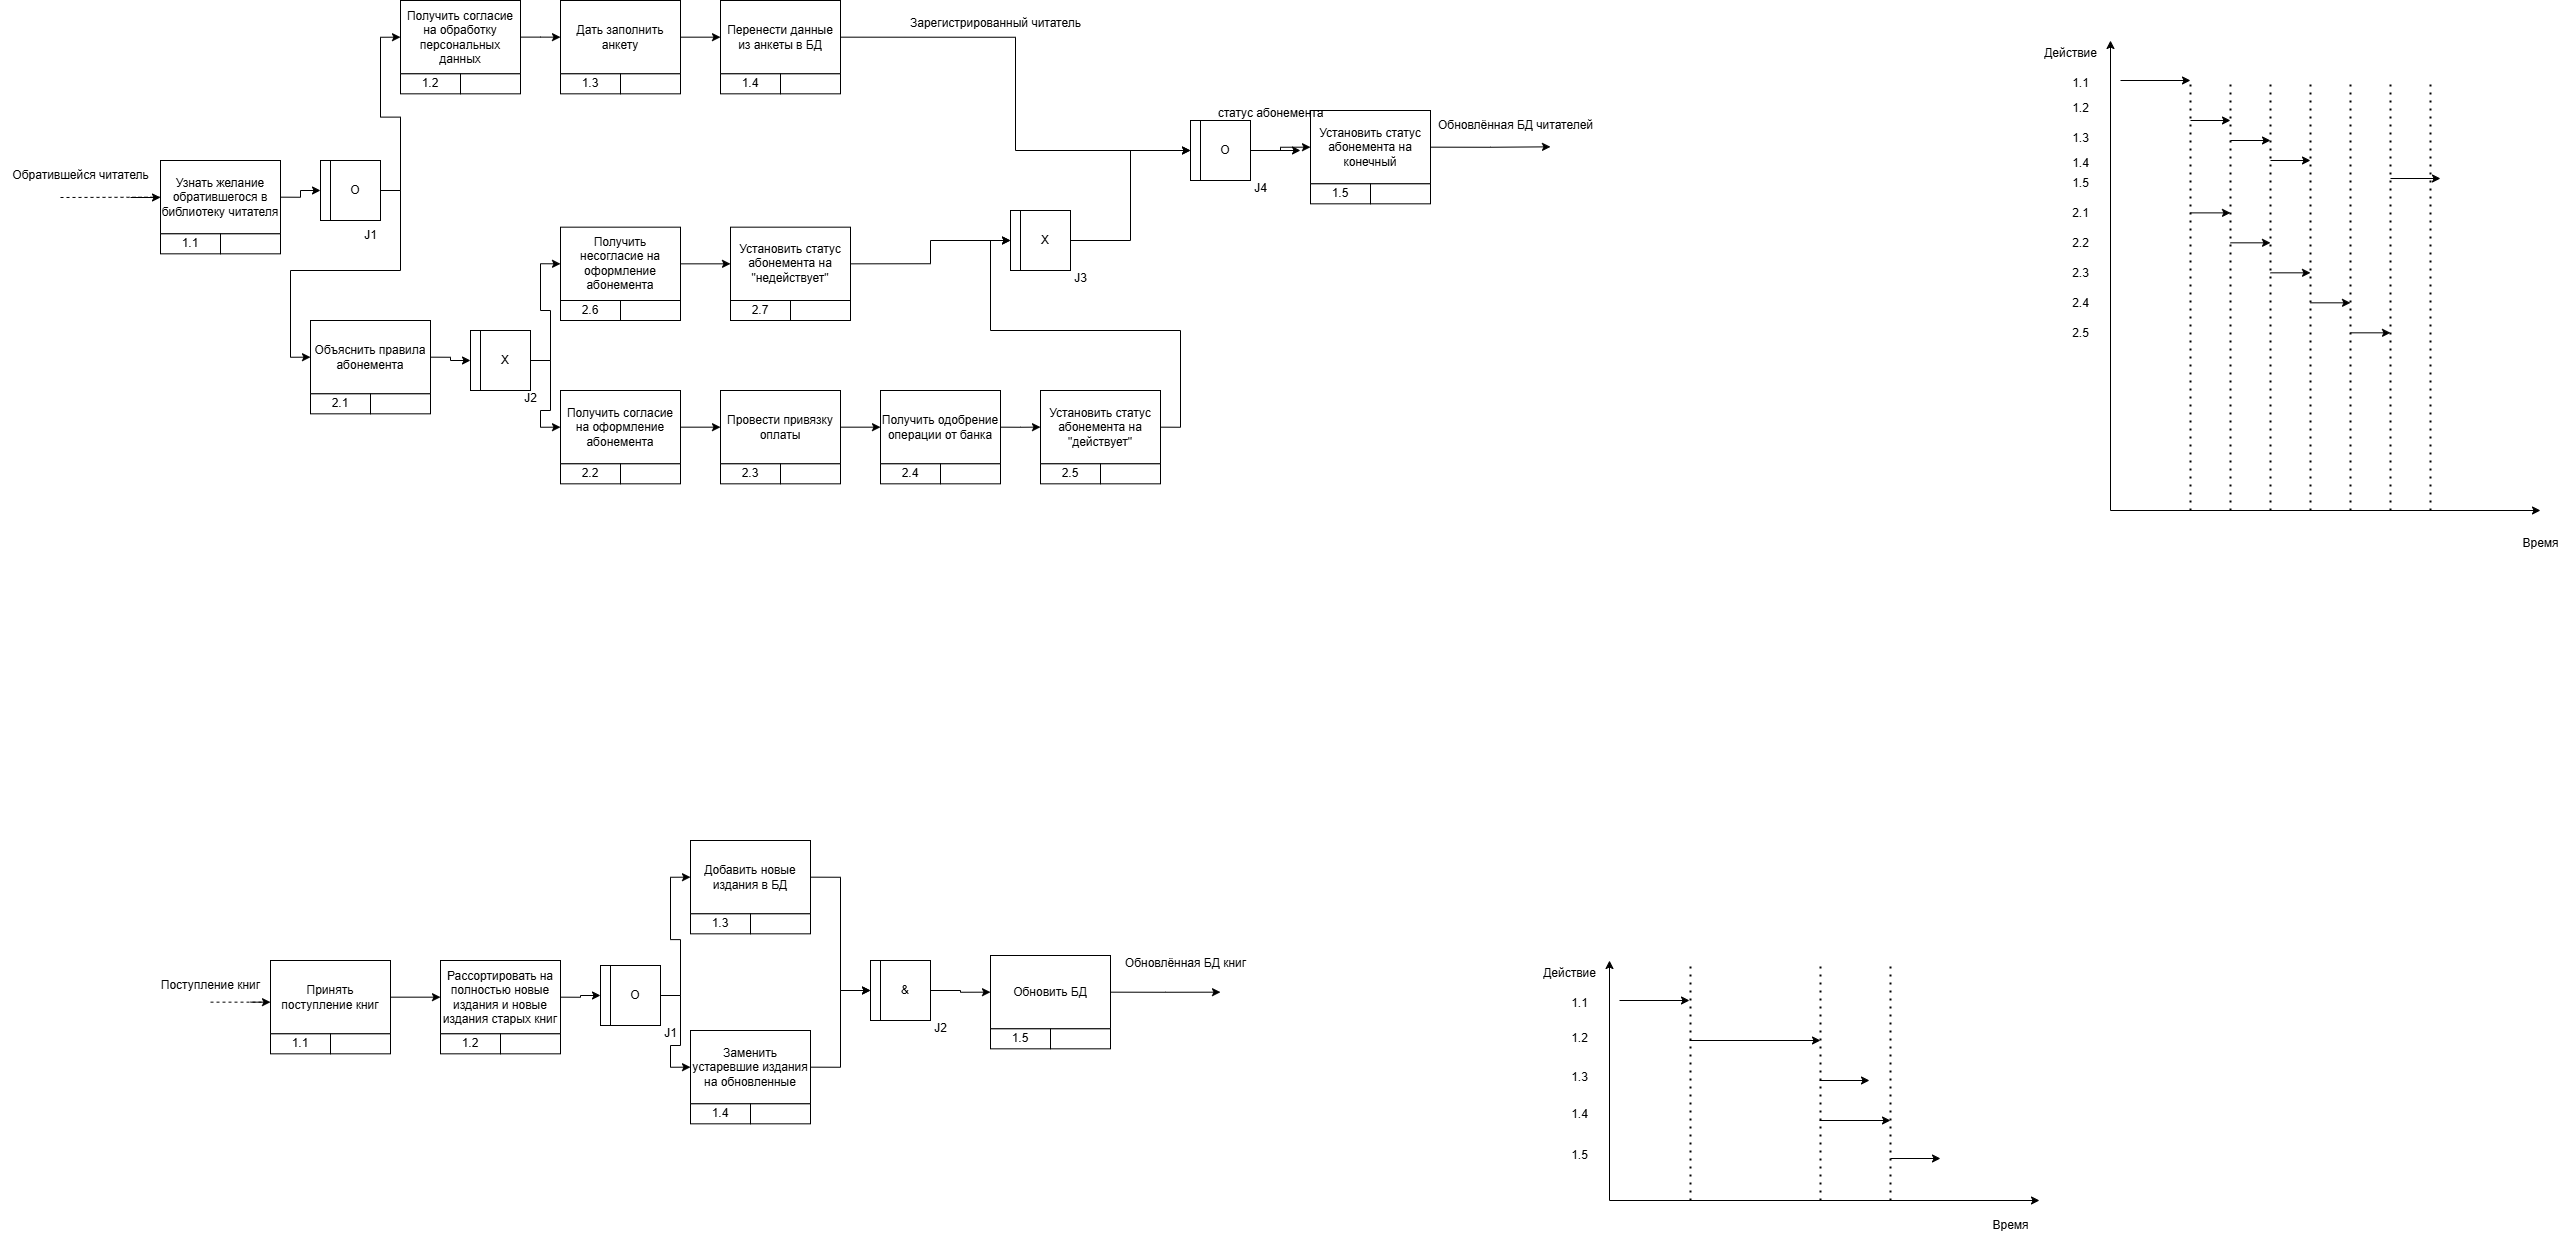 Получить согласие
на обработку
персональных
данных
1.2
Дать заполнить
анкету
1.3
Перенести данные
из анкеты в БД
1.4
Зарегистрированный читатель
Обратившейся читатель
Узнать желание
обратившегося в
библиотеку читателя
1.1
O
J1
статус абонемента
O
J4
Установить статус
абонемента на
конечный
1.5
Обновлённая БД читателей
Получить
несогласие на
оформление
абонемента
2.6
Установить статус
абонемента на
"недействует"
2.7
X
J3
Объяснить правила
абонемента
2.1
X
J2
Получить согласие
на оформление
абонемента
2.2
Провести привязку
оплаты
2.3
Получить одобрение
операции от банка
2.4
Установить статус
абонемента на
"действует"
2.5
Действие
1.1
1.2
1.3
1.4
1.5
2.1
2.2
2.3
2.4
2.5
Время
Поступление книг
Принять
поступление книг
1.1
Рассортировать на
полностью новые
издания и новые
издания старых книг
1.2
O
J1
Добавить новые
издания в БД
1.3
Заменить
устаревшие издания
на обновленные
1.4
&
J2
Обновить БД
1.5
Обновлённая БД книг
Действие
1.1
1.2
1.3
1.4
1.5
Время